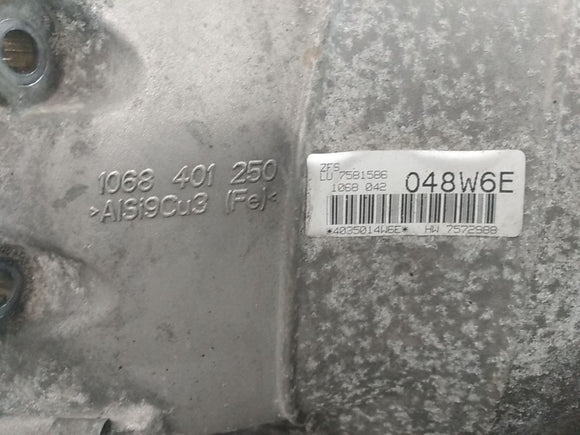 1068 401 250
>AlSi9Cu3 (Fe)<
ZFS
LU 7581586
1068 042 048W6E
*4035014W6E* HW 7572988